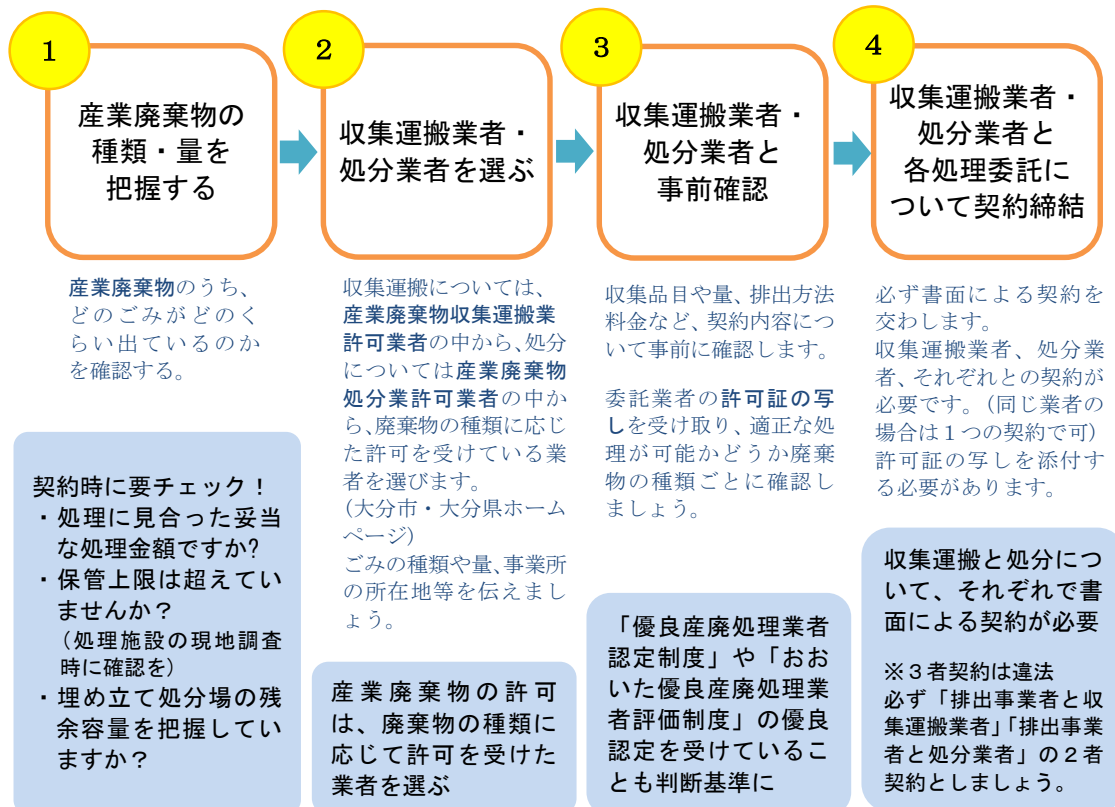 1
産業廃棄物の
種類・量を
把握する
2
収集運搬業者・
処分業者を選ぶ
3
収集運搬業者・
処分業者と
事前確認
4
収集運搬業者・
処分業者と
各処理委託に
ついて契約締結
産業廃棄物のうち、
どのごみがどのく
らい出ているのか
を確認する。
契約時に要チェック！
・処理に見合った妥当
な処理金額ですか?
・保管上限は超えてい
ませんか？
（処理施設の現地調査
時に確認を）
・埋め立て処分場の残
余容量を把握してい
ますか？
収集運搬については、
産業廃棄物収集運搬業
許可業者の中から、処分
については産業廃棄物
処分業許可業者の中か
ら、廃棄物の種類に応じ
た許可を受けている業
者を選びます。
(大分市・大分県ホーム
ページ)
ごみの種類や量、事業所
の所在地等を伝えまし
ょう。
産業廃棄物の許可
は、廃棄物の種類に
応じて許可を受けた
業者を選ぶ
収集品目や量、排出方法
料金など、契約内容につ
いて事前に確認します。
委託業者の許可証の写
しを受け取り、適正な処
理が可能かどうか廃棄
物の種類ごとに確認し
ましょう。
「優良産廃処理業者
認定制度」や「おお
いた優良産廃処理業
者評価制度」の優良
認定を受けているこ
とも判断基準に
必ず書面による契約を
交わします。
収集運搬業者、処分業
者、それぞれとの契約が
必要です。（同じ業者の
場合は１つの契約で可）
許可証の写しを添付す
る必要があります。
収集運搬と処分につ
いて、それぞれで書
面による契約が必要
※３者契約は違法
必ず「排出事業者と収
集運搬業者」「排出事業
者と処分業者」の２者
契約としましょう。